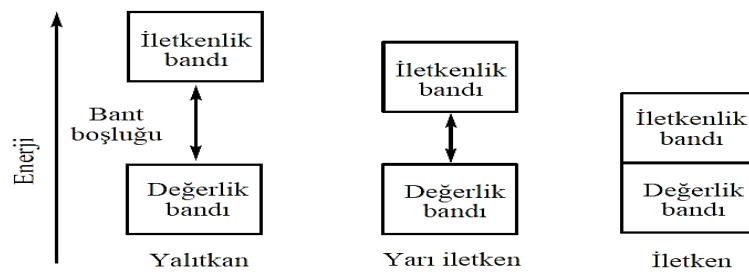 Enerji
İletkenlik
bandı
Bant
boşluğu
Değerlik
bandı
Yalıtkan
İletkenlik
bandı
Değerlik
bandı
Yarı iletken
İletkenlik
bandı
Değerlik
bandı
İletken